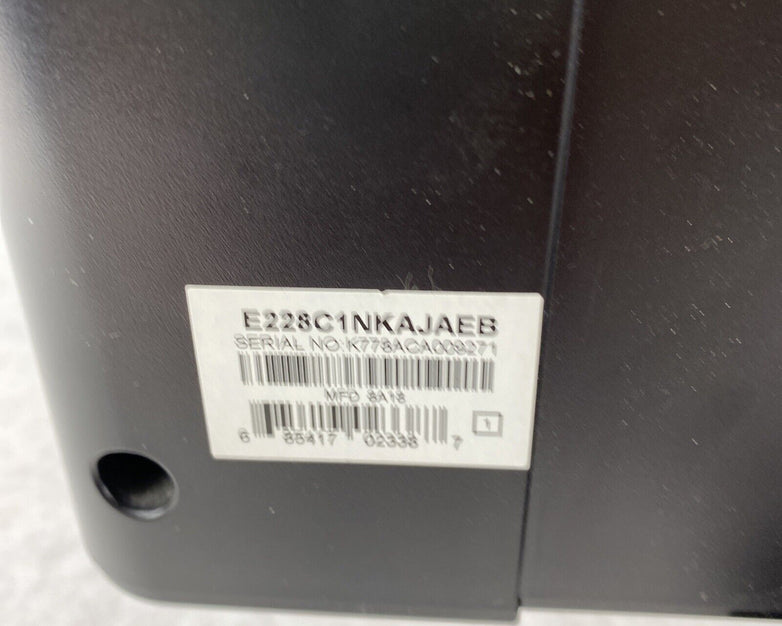 E228C1NKAJAEB
SERIAL NO:K778ACA009271
MFD 8A18
1
6 85417 02338 7